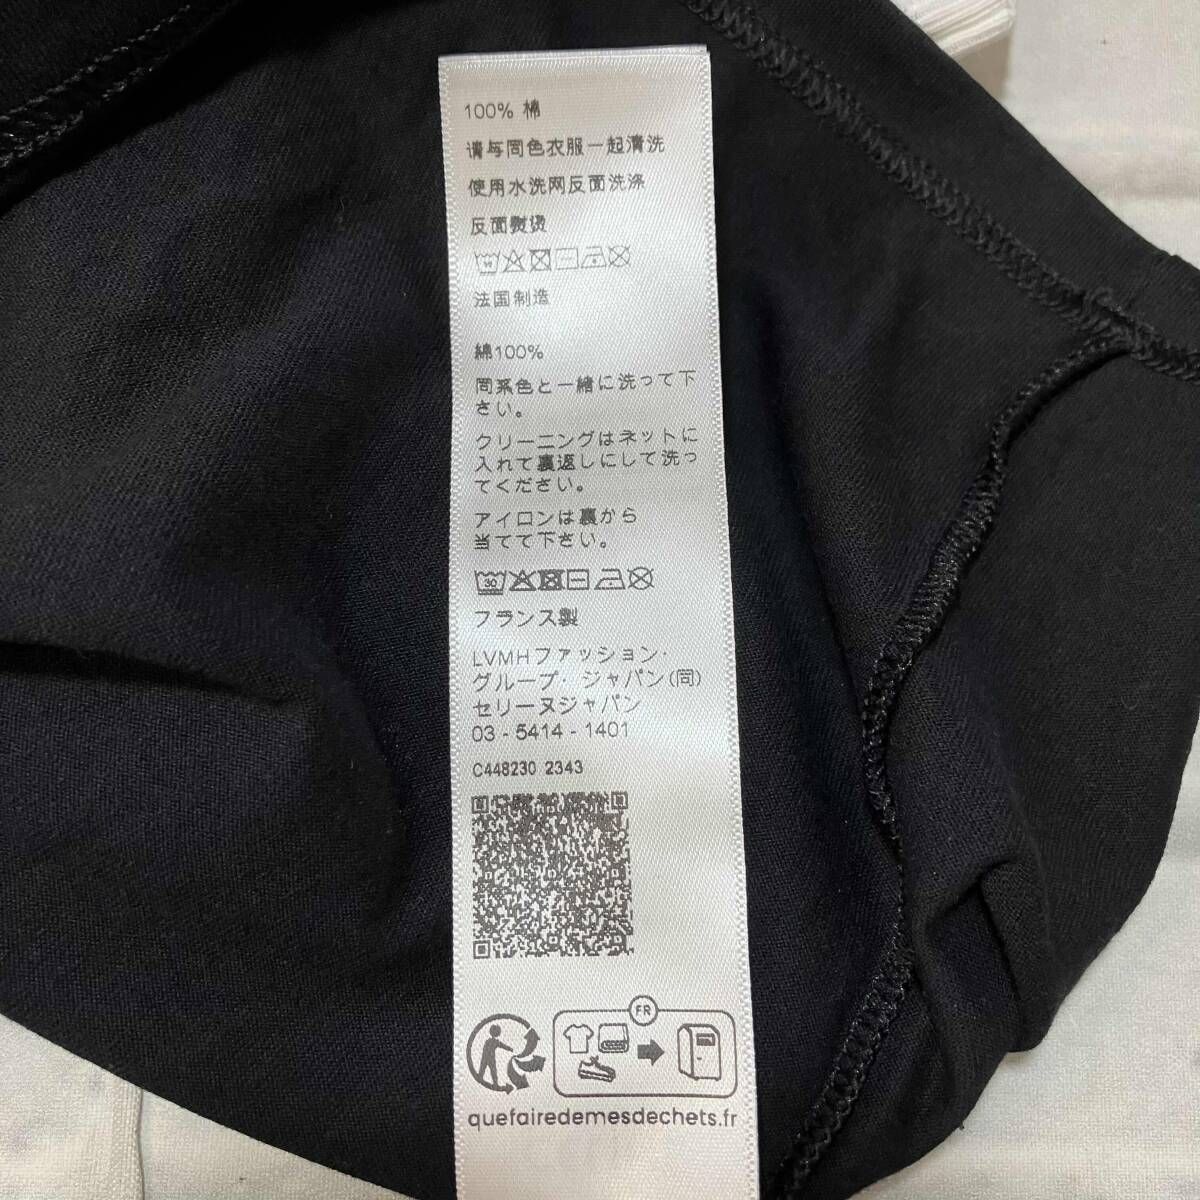 100% 棉
请与同色衣服一起清洗
使用水洗网反面洗涤
反面熨烫
法国制造
綿100%
同系色と一緒に洗って下
さい。
クリーニングはネットに
入れて裏返しにして洗っ
てください。
アイロンは裏から
当てて下さい。
30
フランス製
LVMHファッション・
グループ・ジャパン(同)
セリーヌジャパン
03 - 5414 - 1401
C448230 2343
FR
quefairedemesdechets.fr